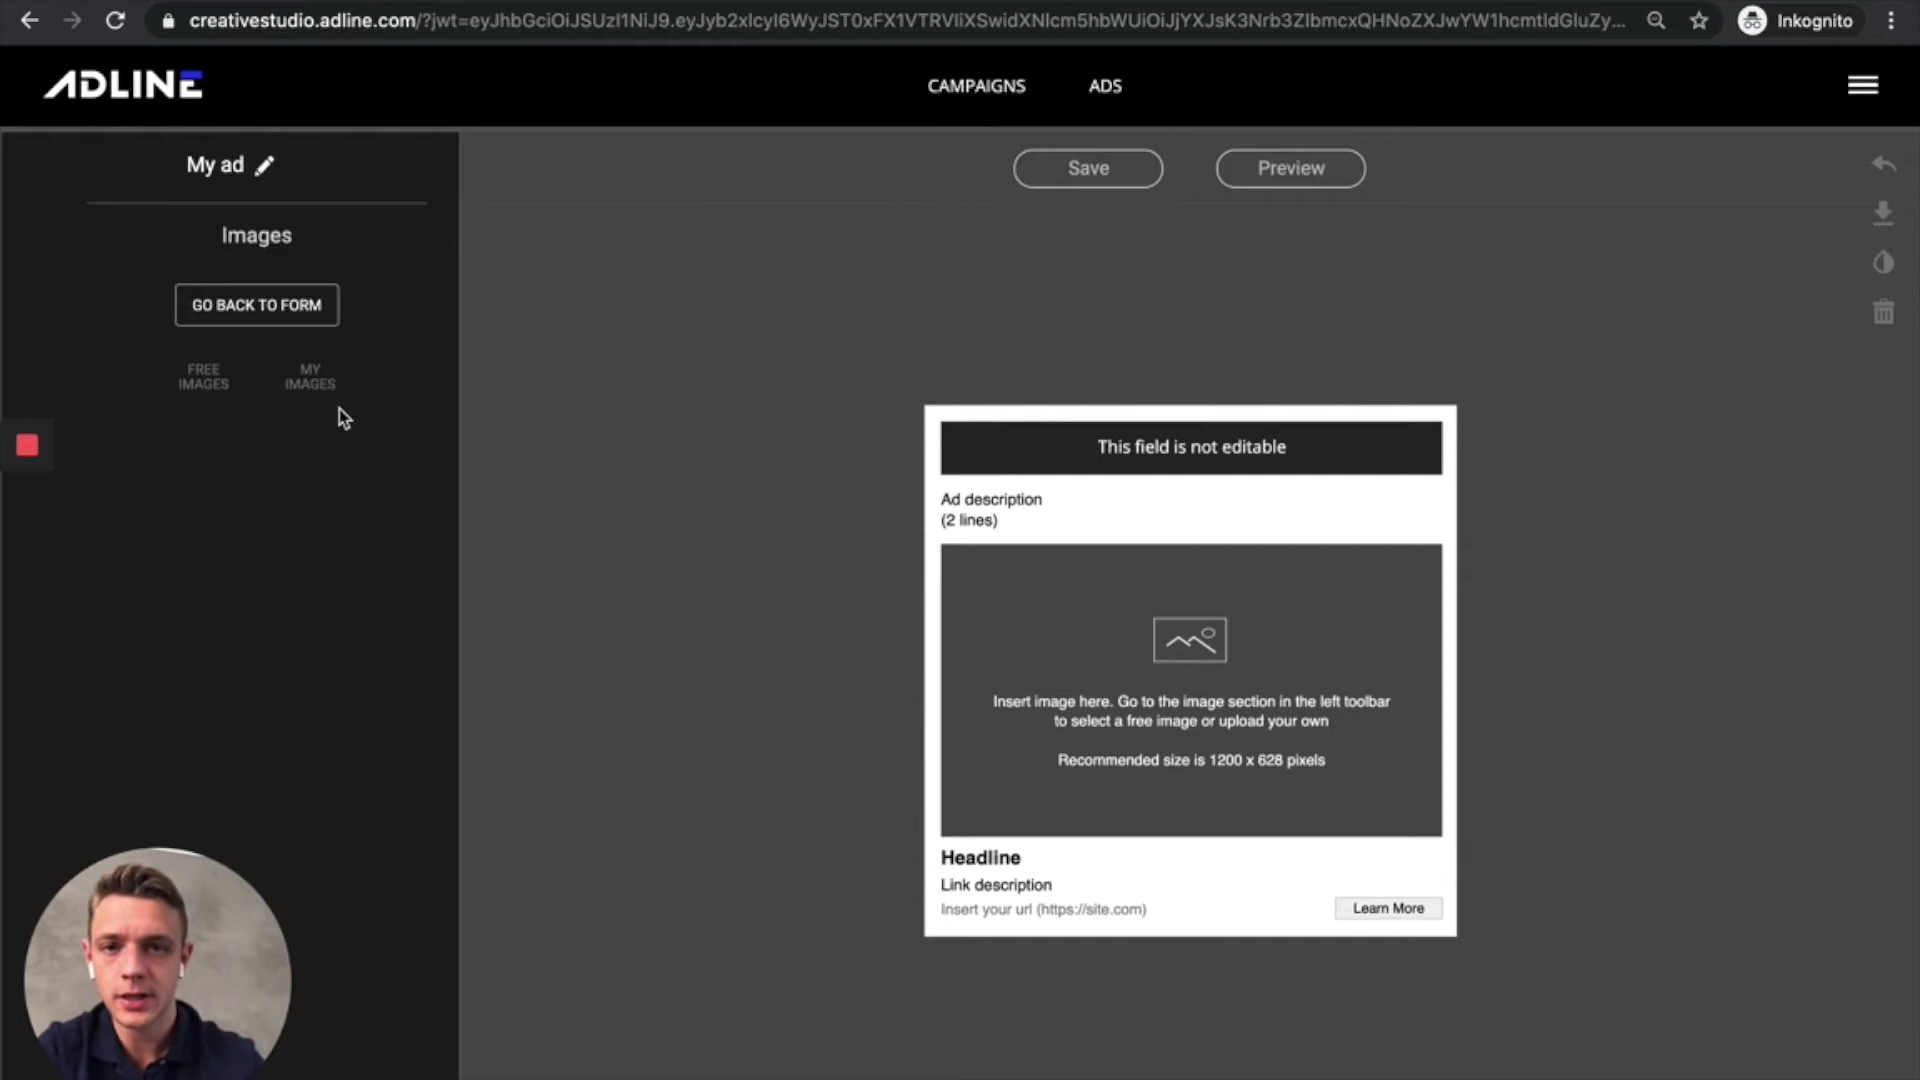 creativestudio.adline.com/?jwt=eyJhbGciOiJSUzI1NiJ9.eyJyb2xlcyI6WyJST0xFX1VTRVIiXSwidXNlcm5hbWUiOiJjYXJsK3Nrb3ZlbmcxQHNoZXJwYW1hcmtldGluZy...
Inkognito
ADLINE
CAMPAIGNS
ADS
My ad
Save
Preview
Images
GO BACK TO FORM
FREE
IMAGES
MY
IMAGES
This field is not editable
Ad description
(2 lines)
Insert image here. Go to the image section in the left toolbar
to select a free image or upload your own
Recommended size is 1200 x 628 pixels
Headline
Link description
Insert your url (https://site.com)
Learn More